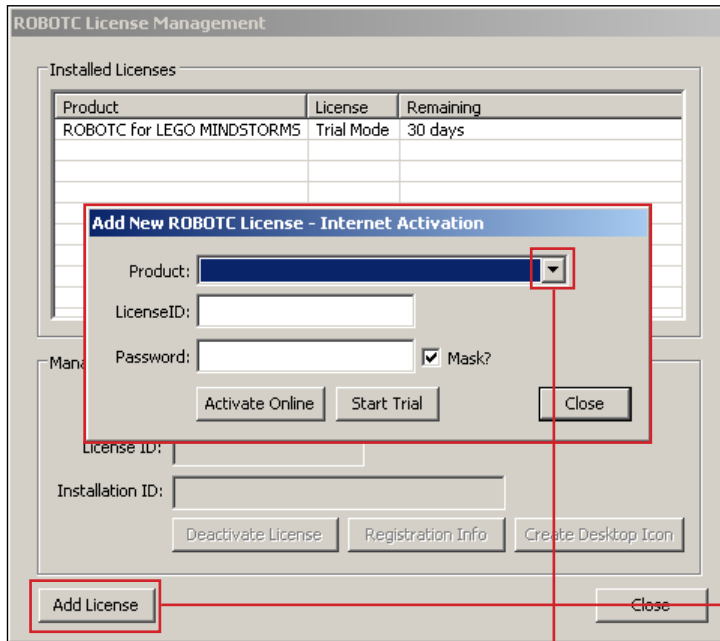 ROBOTC License Management
Installed Licenses
Product License Remaining
ROBOTC for LEGO MINDSTORMS Trial Mode 30 days
Add New ROBOTC License - Internet Activation
Product:
LicenseID:
Password: Mask?
Activate Online Start Trial Close
Mana
License ID:
Installation ID:
Deactivate License Registration Info Create Desktop Icon
Add License Close